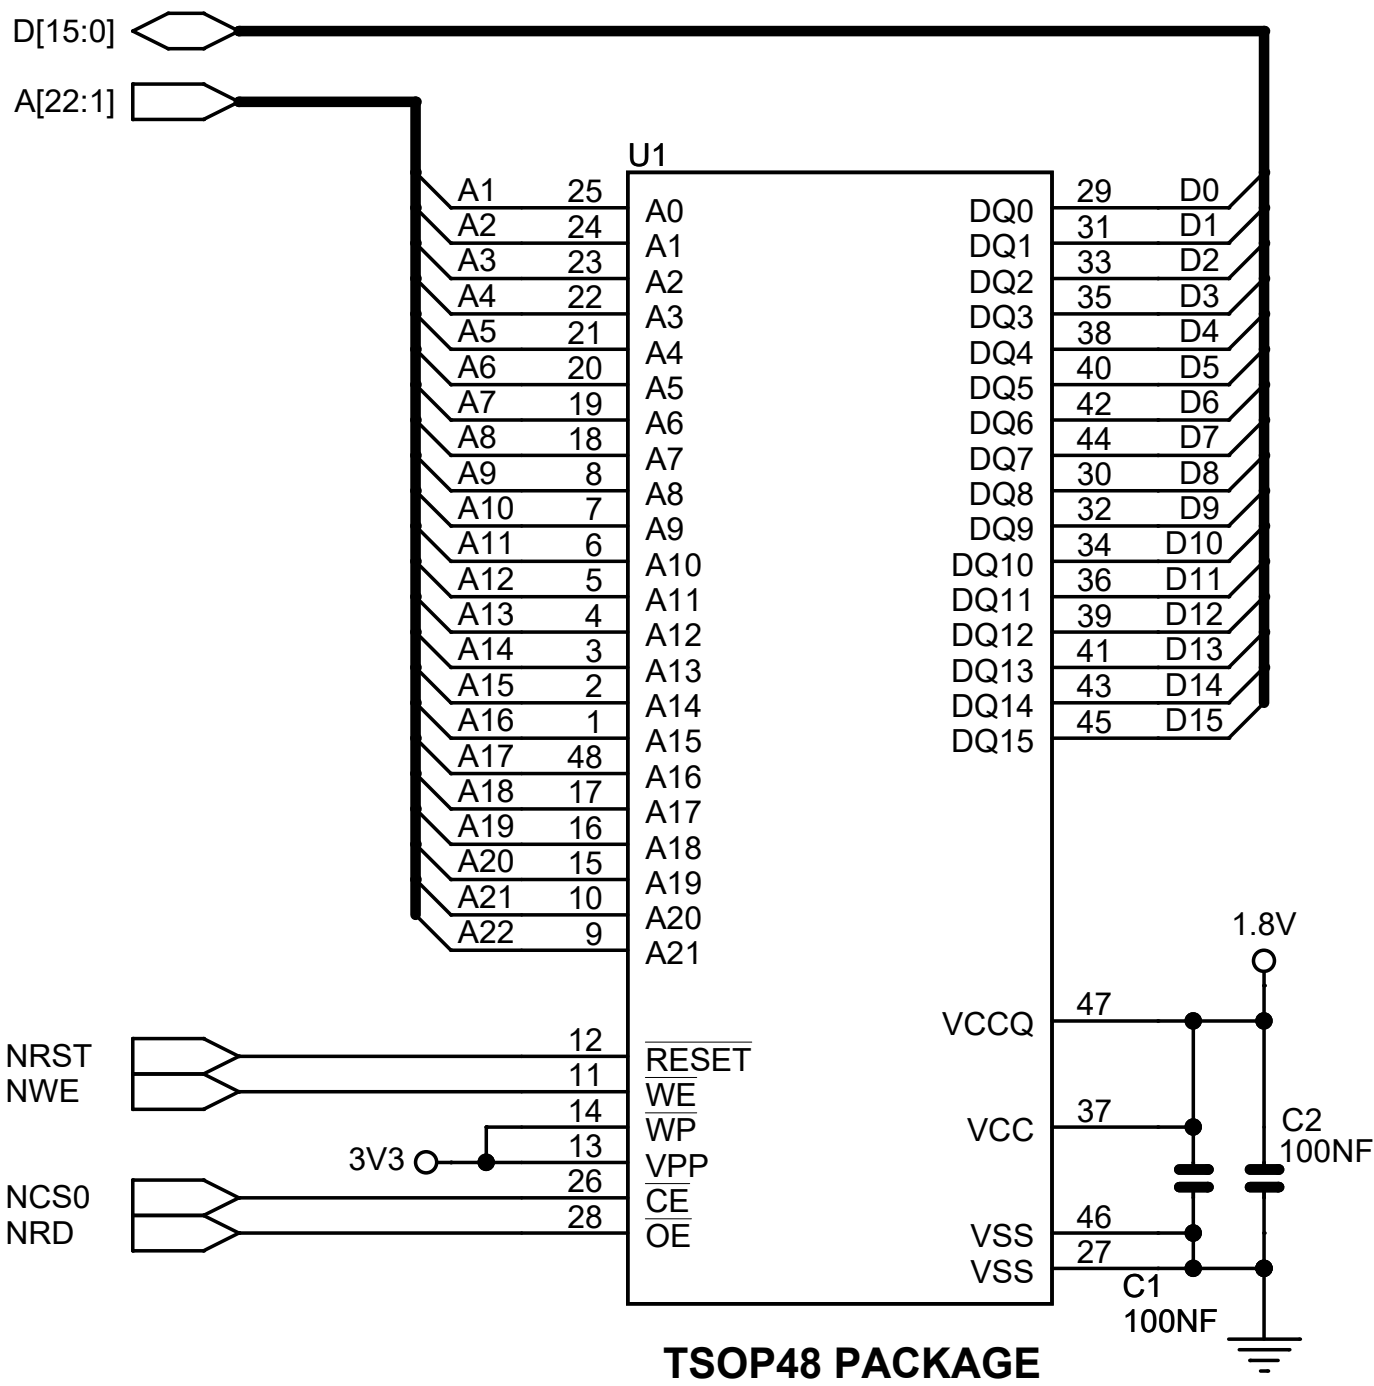 D[15:0]
A[22:1]
U1
A1 25 A0 DQ0 29 D0
A2 24 A1 DQ1 31 D1
A3 23 A2 DQ2 33 D2
A4 22 A3 DQ3 35 D3
A5 21 A4 DQ4 38 D4
A6 20 A5 DQ5 40 D5
A7 19 A6 DQ6 42 D6
A8 18 A7 DQ7 44 D7
A9 8 A8 DQ8 30 D8
A10 7 A9 DQ9 32 D9
A11 6 A10 DQ10 34 D10
A12 5 A11 DQ11 36 D11
A13 4 A12 DQ12 39 D12
A14 3 A13 DQ13 41 D13
A15 2 A14 DQ14 43 D14
A16 1 A15 DQ15 45 D15
A17 48 A16
A18 17 A17
A19 16 A18
A20 15 A19
A21 10 A20
A22 9 A21
1.8V
VCCQ 47
NRST 12 RESET
NWE 11 WE
14 WP VCC 37
3V3 13 VPP
C2
100NF
NCS0 26 CE
NRD 28 OE VSS 46
VSS 27
C1
100NF
TSOP48 PACKAGE